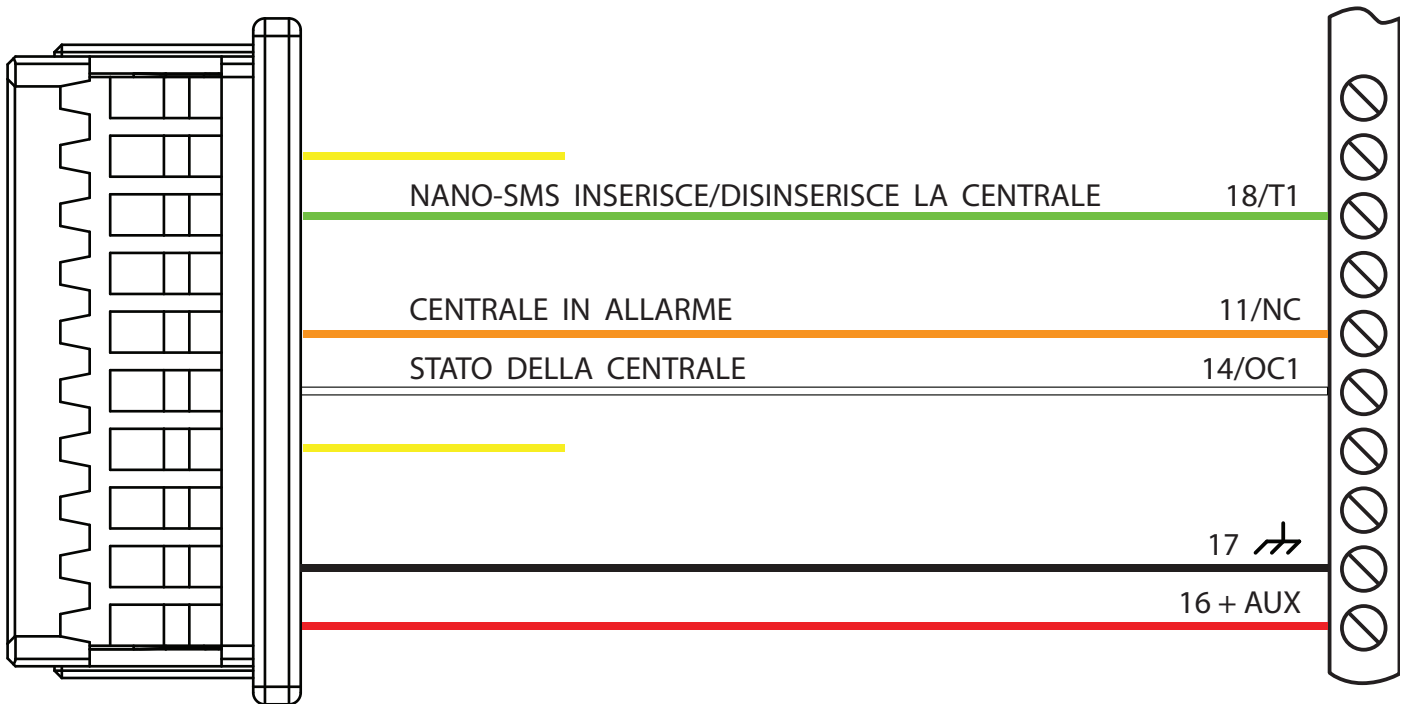 NANO-SMS INSERISCE/DISINSERISCE LA CENTRALE 18/T1
CENTRALE IN ALLARME 11/NC
STATO DELLA CENTRALE 14/OC1
17
16 + AUX